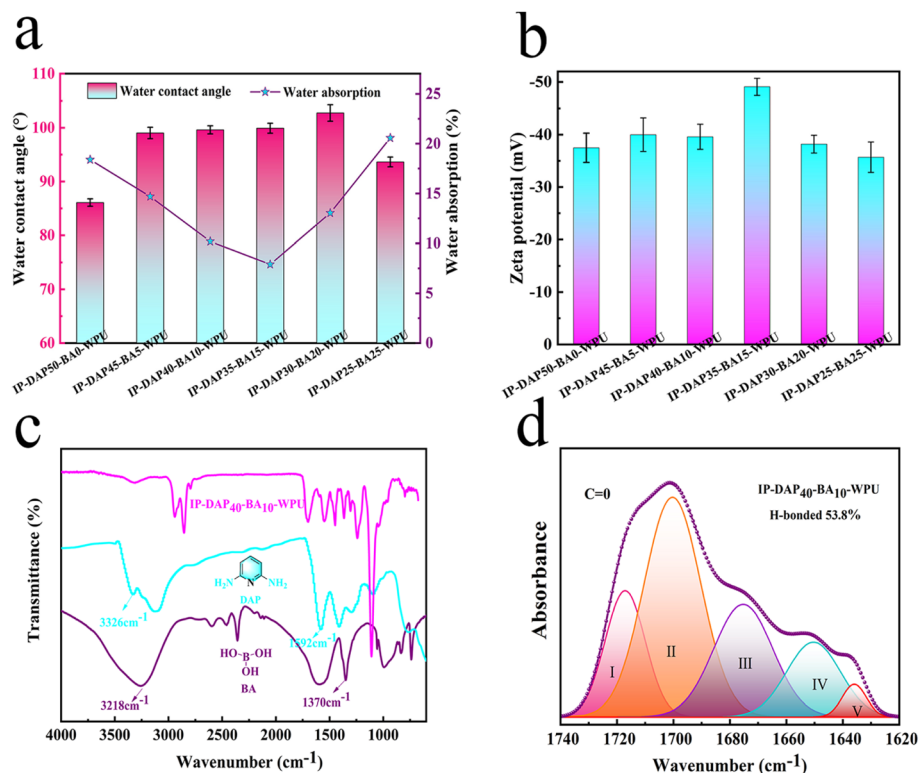 a
Water contact angle
Water absorption
Water contact angle (°)
110
100
90
80
70
60
Water absorption (%)
25
20
15
10
5
0
IP-DAP50-BA0-WPU
IP-DAP45-BA5-WPU
IP-DAP40-BA10-WPU
IP-DAP35-BA15-WPU
IP-DAP30-BA20-WPU
IP-DAP25-BA25-WPU
b
Zeta potential (mV)
-50
-40
-30
-20
-10
0
IP-DAP50-BA0-WPU
IP-DAP45-BA5-WPU
IP-DAP40-BA10-WPU
IP-DAP35-BA15-WPU
IP-DAP30-BA20-WPU
IP-DAP25-BA25-WPU
c
Transmittance (%)
IP-DAP40-BA10-WPU
H2N
N
NH2
DAP
3326cm-1
1592cm-1
HO
B
OH
OH
BA
3218cm-1
1370cm-1
4000
3500
3000
2500
2000
1500
1000
Wavenumber (cm-1)
d
Absorbance
C=0
IP-DAP40-BA10-WPU
H-bonded 53.8%
I
II
III
IV
V
1740
1720
1700
1680
1660
1640
1620
Wavenumber (cm-1)